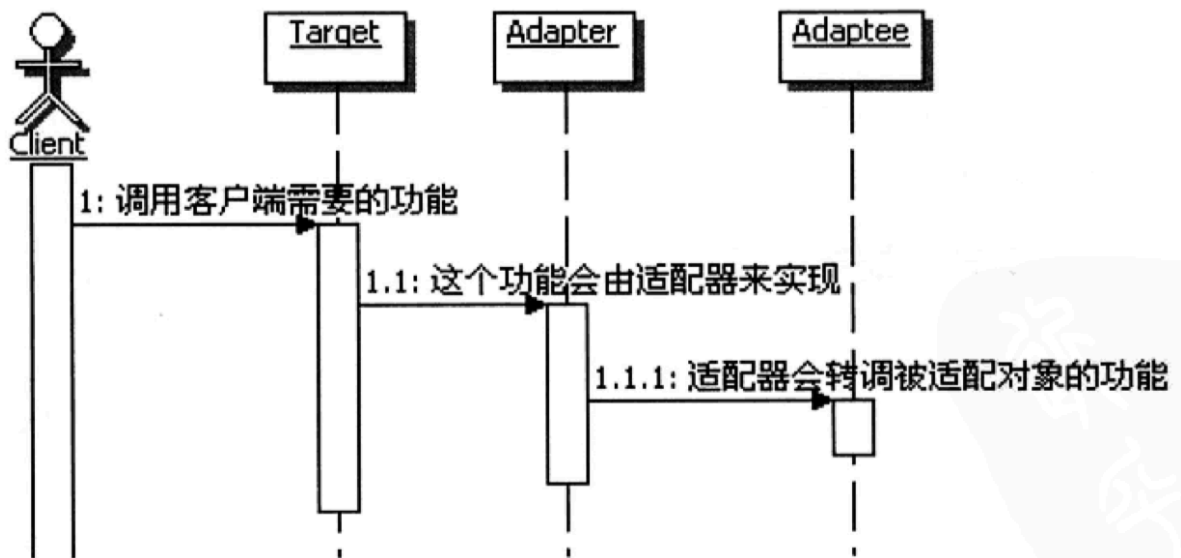 Target
Adapter
Adaptee
Client
1: 调用客户端需要的功能
1.1: 这个功能会由适配器来实现
1.1.1: 适配器会转调被适配对象的功能